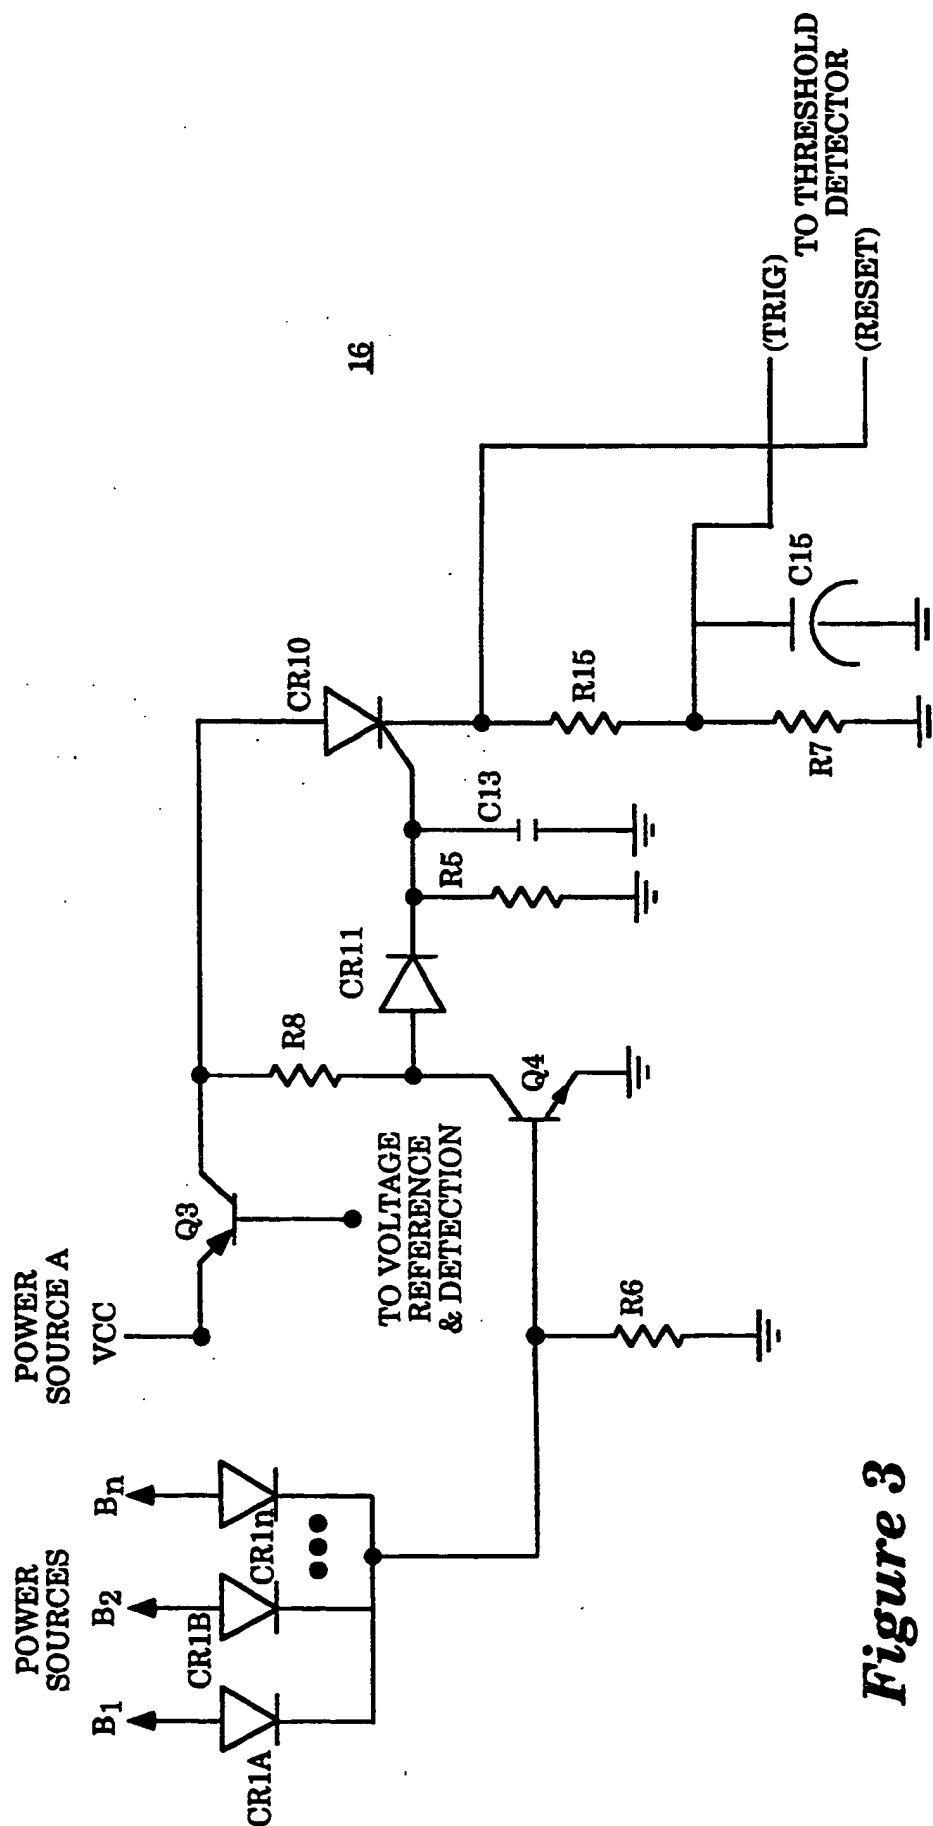 POWER
SOURCES
B1
B2
Bn
CR1A
CR1B
CR1n
POWER
SOURCE A
VCC
Q3
TO VOLTAGE
REFERENCE
& DETECTION
R6
R8
Q4
CR11
R5
C13
CR10
R15
R7
C15
16
(TRIG)
TO THRESHOLD
DETECTOR
(RESET)
Figure 3